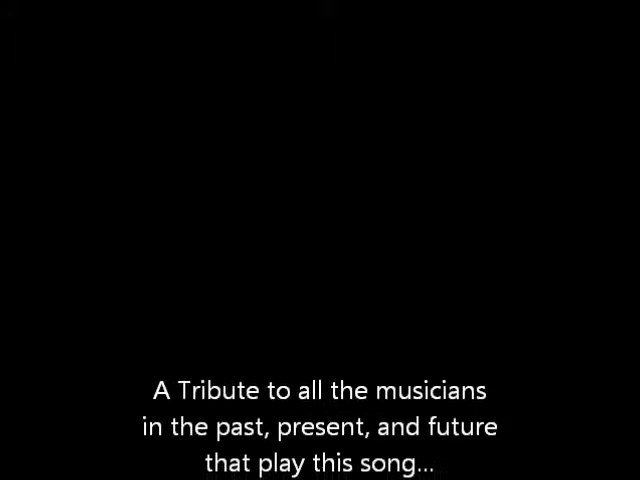 A Tribute to all the musicians
in the past, present, and future
that play this song...